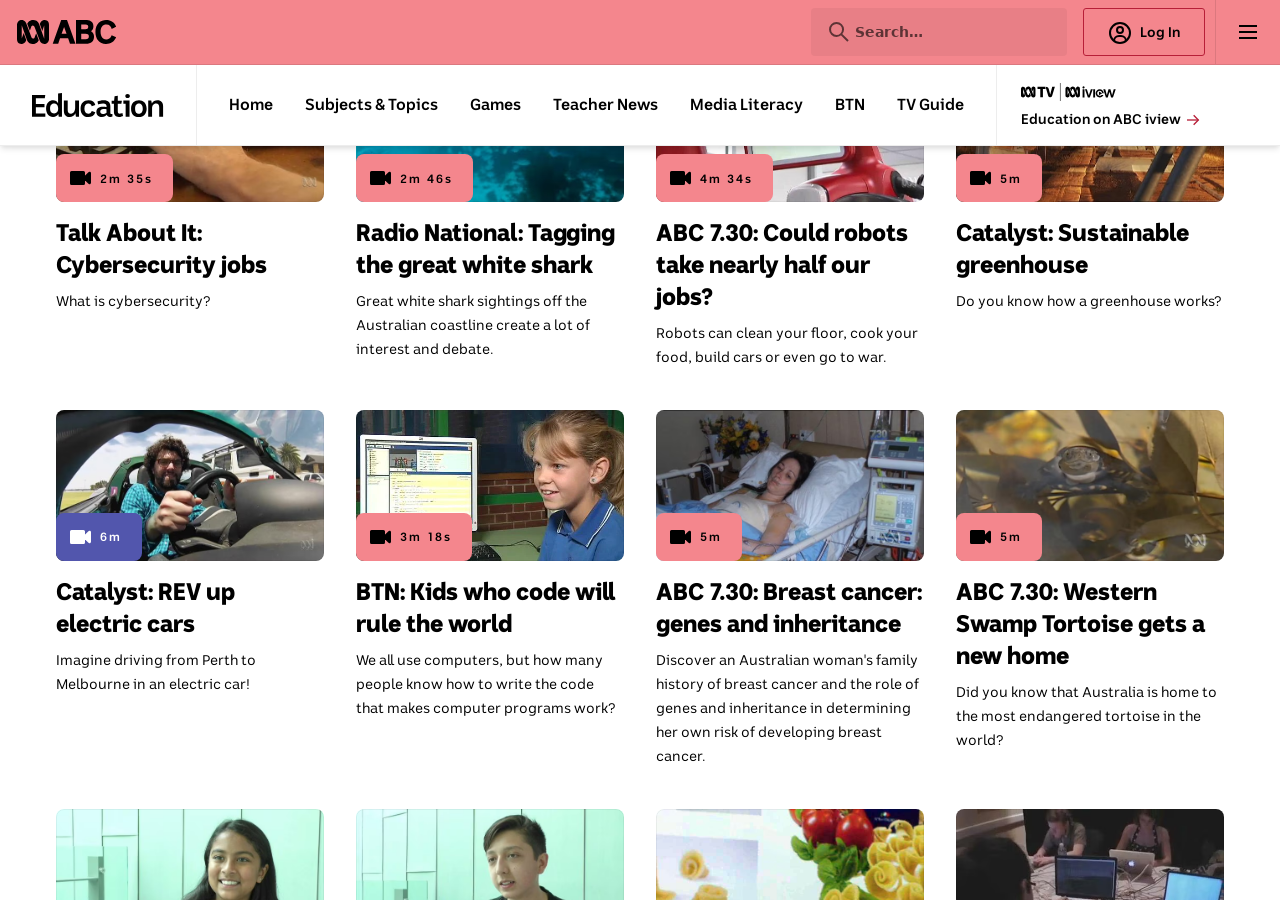 ABC
Search...
Log In
Education
Home
Subjects & Topics
Games
Teacher News
Media Literacy
BTN
TV Guide
TV
iview
Education on ABC iview
2m 35s
2m 46s
4m 34s
5m
Talk About It:
Cybersecurity jobs
What is cybersecurity?
Radio National: Tagging
the great white shark
Great white shark sightings off the
Australian coastline create a lot of
interest and debate.
ABC 7.30: Could robots
take nearly half our
jobs?
Robots can clean your floor, cook your
food, build cars or even go to war.
Catalyst: Sustainable
greenhouse
Do you know how a greenhouse works?
6m
3m 18s
5m
5m
Catalyst: REV up
electric cars
Imagine driving from Perth to
Melbourne in an electric car!
BTN: Kids who code will
rule the world
We all use computers, but how many
people know how to write the code
that makes computer programs work?
ABC 7.30: Breast cancer:
genes and inheritance
Discover an Australian woman's family
history of breast cancer and the role of
genes and inheritance in determining
her own risk of developing breast
cancer.
ABC 7.30: Western
Swamp Tortoise gets a
new home
Did you know that Australia is home to
the most endangered tortoise in the
world?